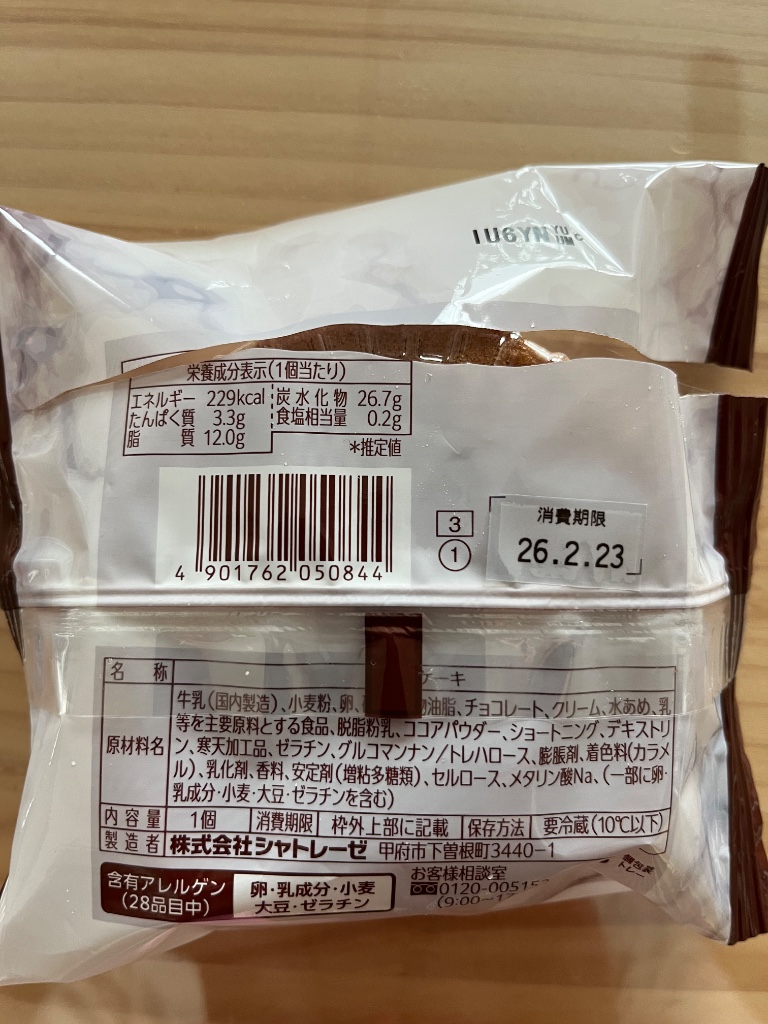 IU6YN
栄養成分表示(1個当たり)
エネルギー 229kcal
たんぱく質 3.3g
脂質 12.0g
炭水化物 26.7g
食塩相当量 0.2g
*推定値
4 901762 050844
3
1
消費期限
26.2.23
名称 ケーキ
原材料名
牛乳(国内製造)、小麦粉、卵、油脂、チョコレート、クリーム、水あめ、乳
等を主要原料とする食品、脱脂粉乳、ココアパウダー、ショートニング、デキストリ
ン、寒天加工品、ゼラチン、グルコマンナン/トレハロース、膨脹剤、着色料(カラメ
ル)、乳化剤、香料、安定剤(増粘多糖類)、セルロース、メタリン酸Na、(一部に卵・
乳成分・小麦・大豆・ゼラチンを含む)
内容量 1個 消費期限 枠外上部に記載 保存方法 要冷蔵(10℃以下)
製造者 株式会社シャトレーゼ 甲府市下曽根町3440-1
含有アレルゲン
(28品目中)
卵・乳成分・小麦
大豆・ゼラチン
お客様相談室
0120-00515
(9:00~1
個包装
トレー